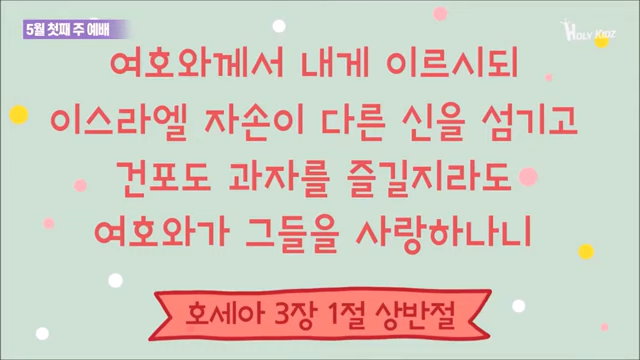 5월 첫째 주 예배
HOLY KIDZ
여호와께서 내게 이르시되
이스라엘 자손이 다른 신을 섬기고
건포도 과자를 즐길지라도
여호와가 그들을 사랑하나니
호세아 3장 1절 상반절